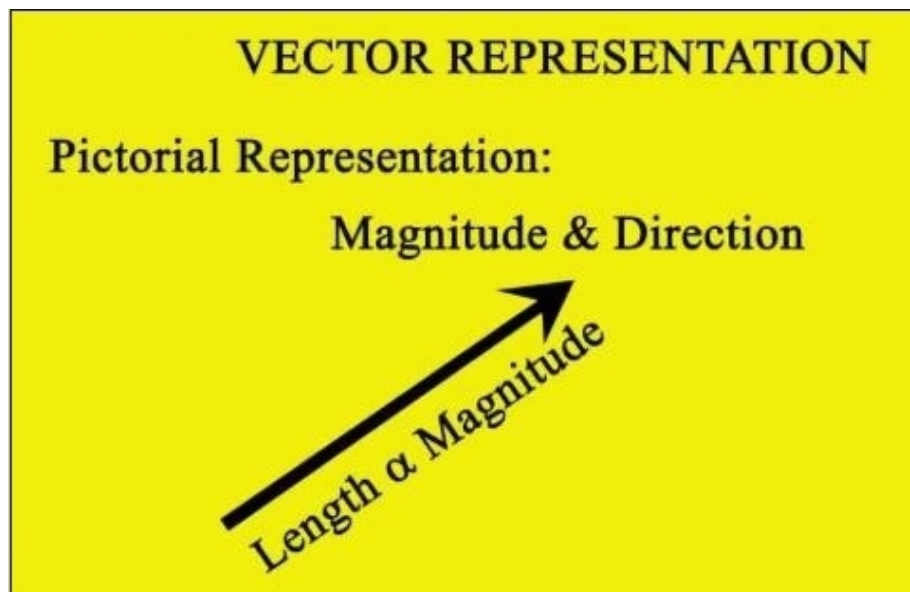 VECTOR REPRESENTATION
Pictorial Representation:
Magnitude & Direction
Length α Magnitude